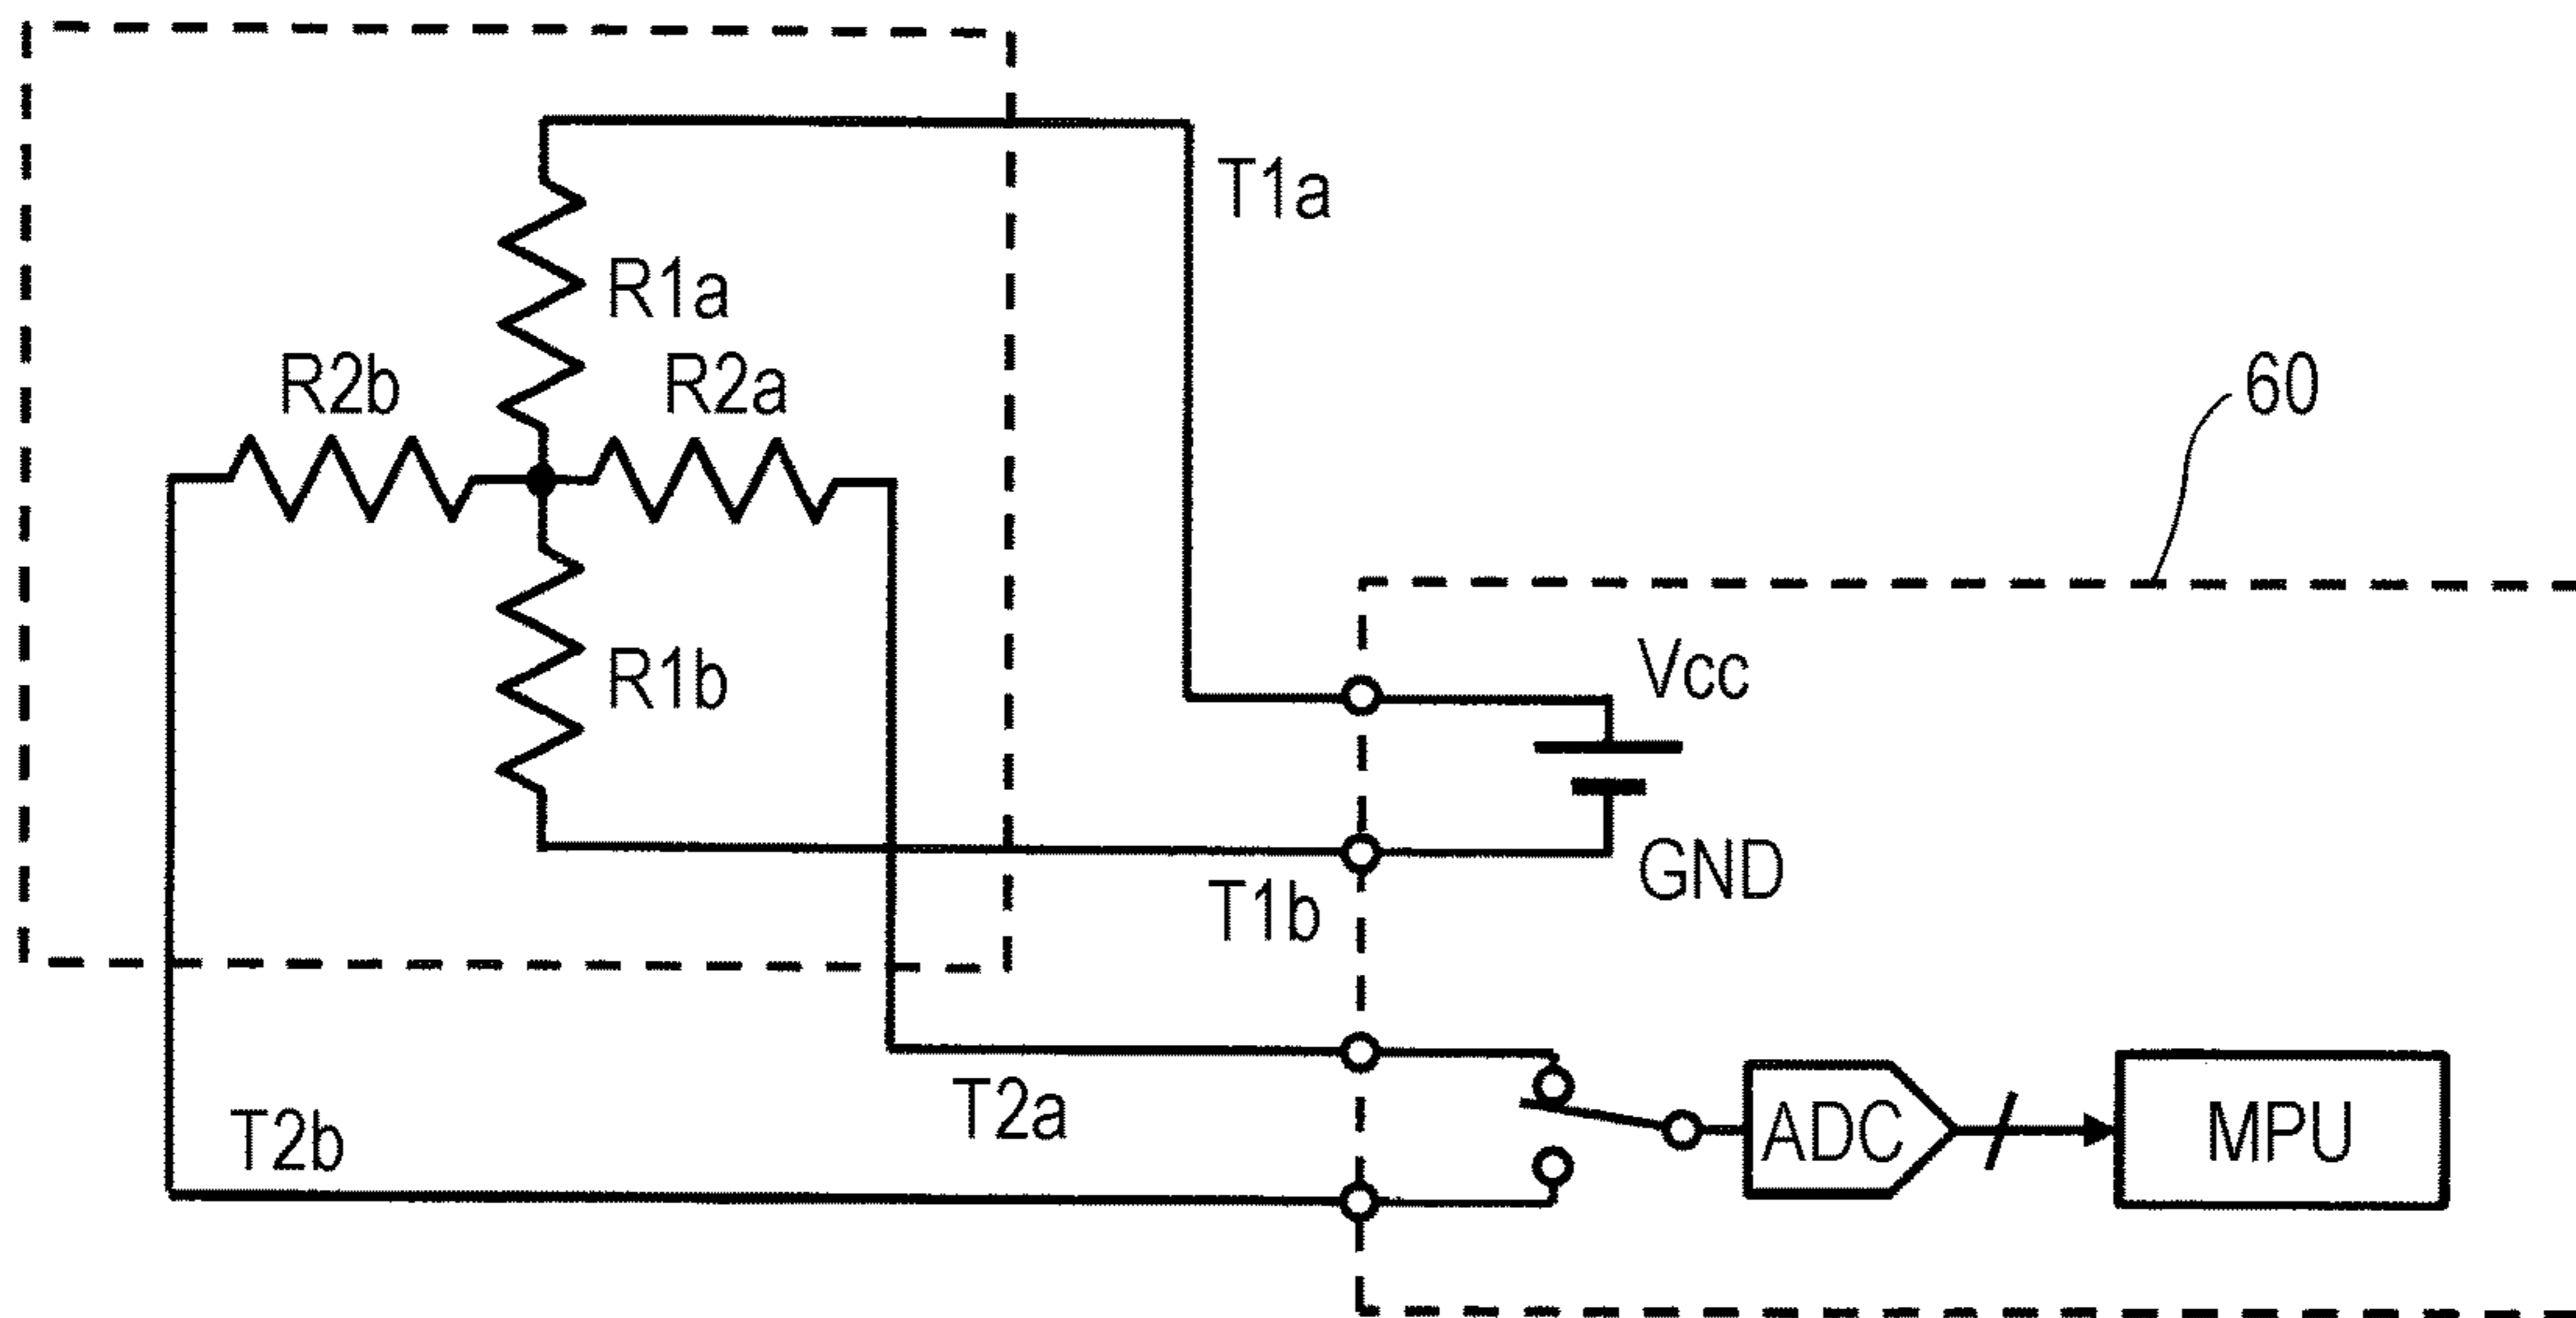 T1a
R1a
R2b
R2a
60
R1b
Vcc
GND
T1b
T2a
T2b
ADC
MPU